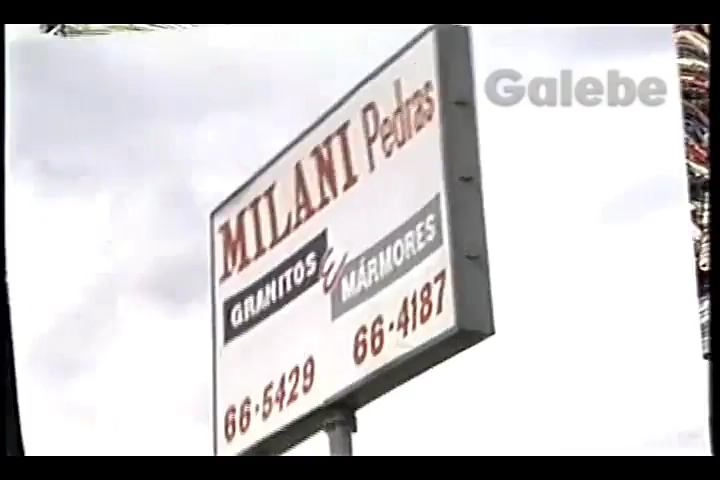 Galebe
MILANI Pedras
GRANITOS E MÁRMORES
66-5429 66-4187